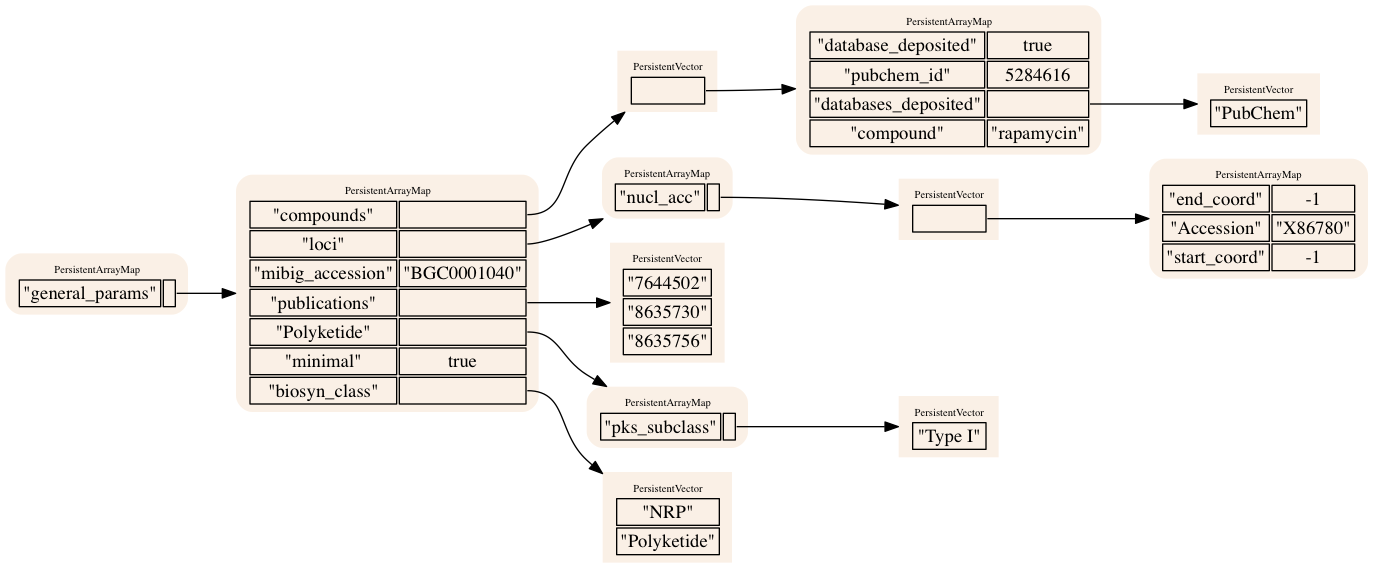 PersistentArrayMap
"general_params"
PersistentArrayMap
"compounds"
"loci"
"mibig_accession" "BGC0001040"
"publications"
"Polyketide"
"minimal" true
"biosyn_class"
PersistentVector
PersistentArrayMap
"database_deposited" true
"pubchem_id" 5284616
"databases_deposited"
"compound" "rapamycin"
PersistentVector
"PubChem"
PersistentArrayMap
"nucl_acc"
PersistentVector
PersistentArrayMap
"end_coord" -1
"Accession" "X86780"
"start_coord" -1
PersistentVector
"7644502"
"8635730"
"8635756"
PersistentArrayMap
"pks_subclass"
PersistentVector
"Type I"
PersistentVector
"NRP"
"Polyketide"